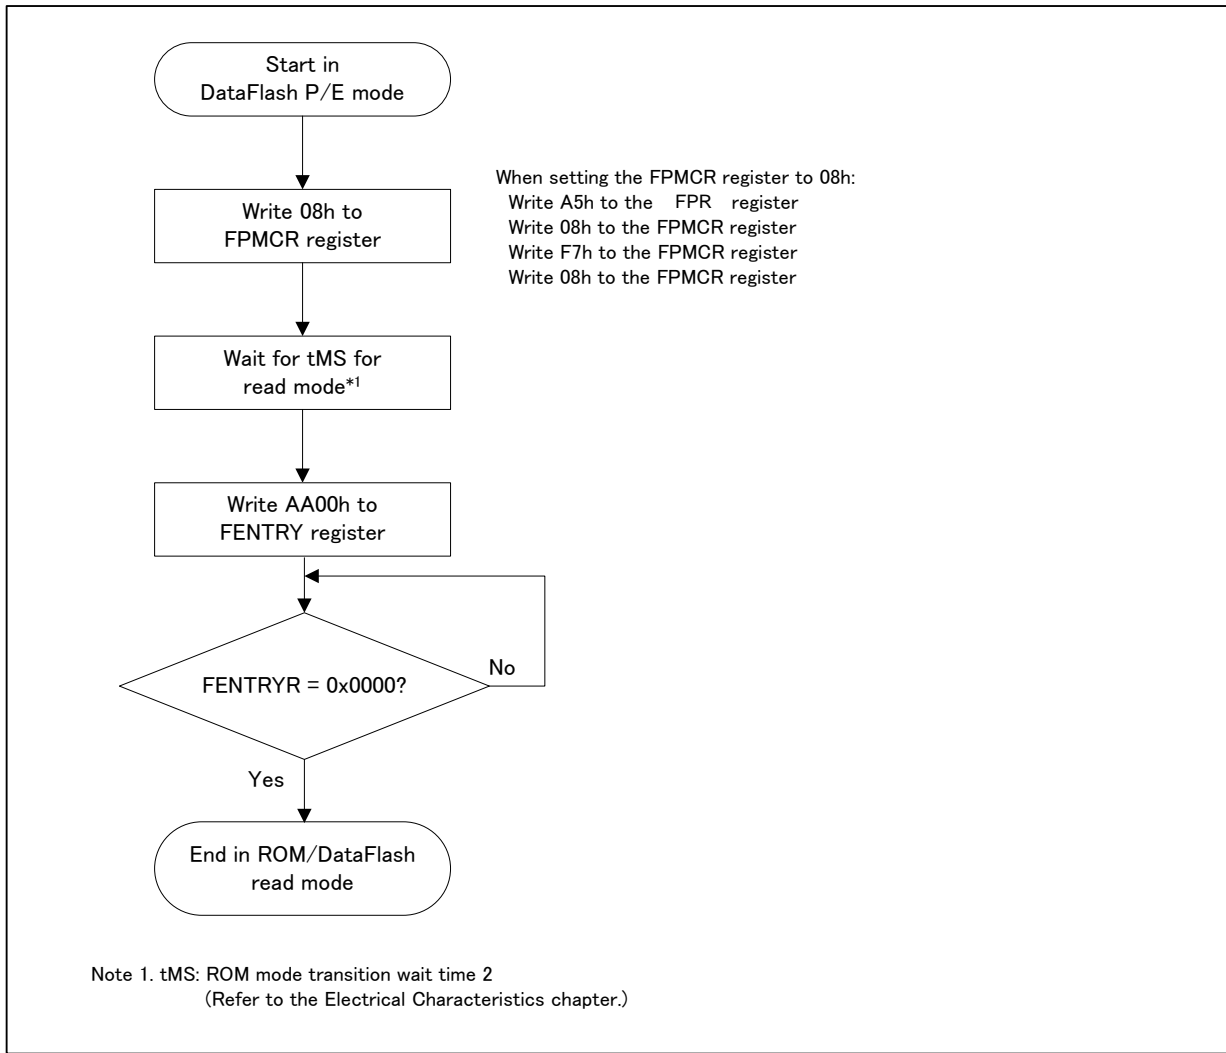 Start in
DataFlash P/E mode
When setting the FPMCR register to 08h:
Write A5h to the FPR register
Write 08h to the FPMCR register
Write F7h to the FPMCR register
Write 08h to the FPMCR register
Write 08h to
FPMCR register
Wait for tMS for
read mode*1
Write AA00h to
FENTRY register
FENTRYR = 0x0000?
No
Yes
End in ROM/DataFlash
read mode
Note 1. tMS: ROM mode transition wait time 2
(Refer to the Electrical Characteristics chapter.)